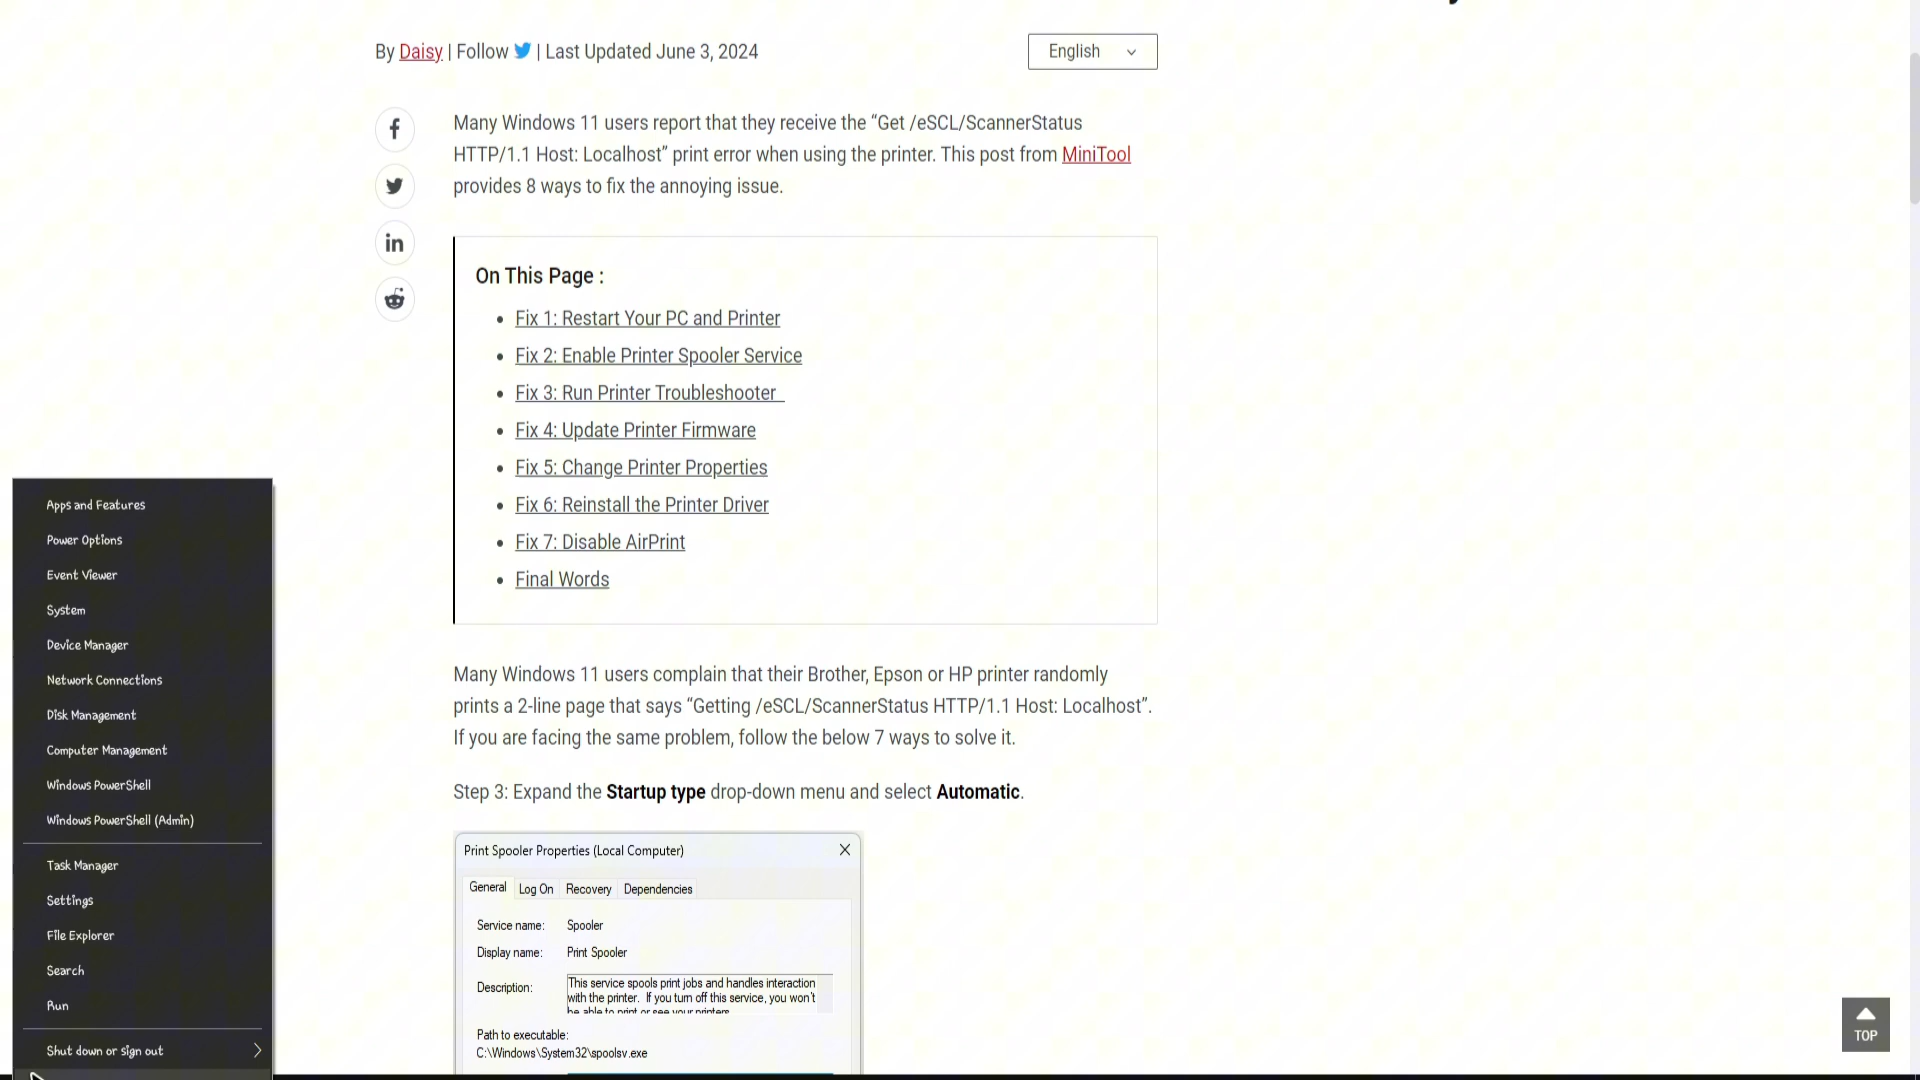 By Daisy | Follow | Last Updated June 3, 2024
English
Many Windows 11 users report that they receive the “Get /eSCL/ScannerStatus
HTTP/1.1 Host: Localhost” print error when using the printer. This post from MiniTool
provides 8 ways to fix the annoying issue.
On This Page :
Fix 1: Restart Your PC and Printer
Fix 2: Enable Printer Spooler Service
Fix 3: Run Printer Troubleshooter
Fix 4: Update Printer Firmware
Fix 5: Change Printer Properties
Fix 6: Reinstall the Printer Driver
Fix 7: Disable AirPrint
Final Words
Many Windows 11 users complain that their Brother, Epson or HP printer randomly
prints a 2-line page that says “Getting /eSCL/ScannerStatus HTTP/1.1 Host: Localhost”.
If you are facing the same problem, follow the below 7 ways to solve it.
Step 3: Expand the Startup type drop-down menu and select Automatic.
Print Spooler Properties (Local Computer)
General Log On Recovery Dependencies
Service name: Spooler
Display name: Print Spooler
Description: This service spools print jobs and handles interaction
with the printer. If you turn off this service, you won't
be able to print or see your printers
Path to executable:
C:\Windows\System32\spoolsv.exe
Apps and Features
Power Options
Event Viewer
System
Device Manager
Network Connections
Disk Management
Computer Management
Windows PowerShell
Windows PowerShell (Admin)
Task Manager
Settings
File Explorer
Search
Run
Shut down or sign out
TOP